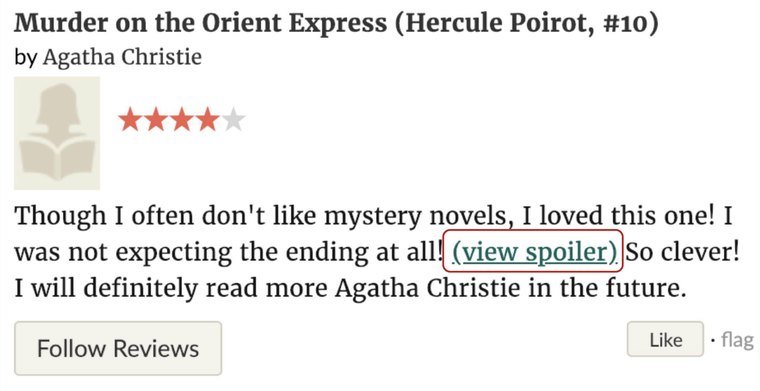 Murder on the Orient Express (Hercule Poirot, #10)
by Agatha Christie
Though I often don't like mystery novels, I loved this one! I
was not expecting the ending at all! (view spoiler) So clever!
I will definitely read more Agatha Christie in the future.
Follow Reviews
Like · flag